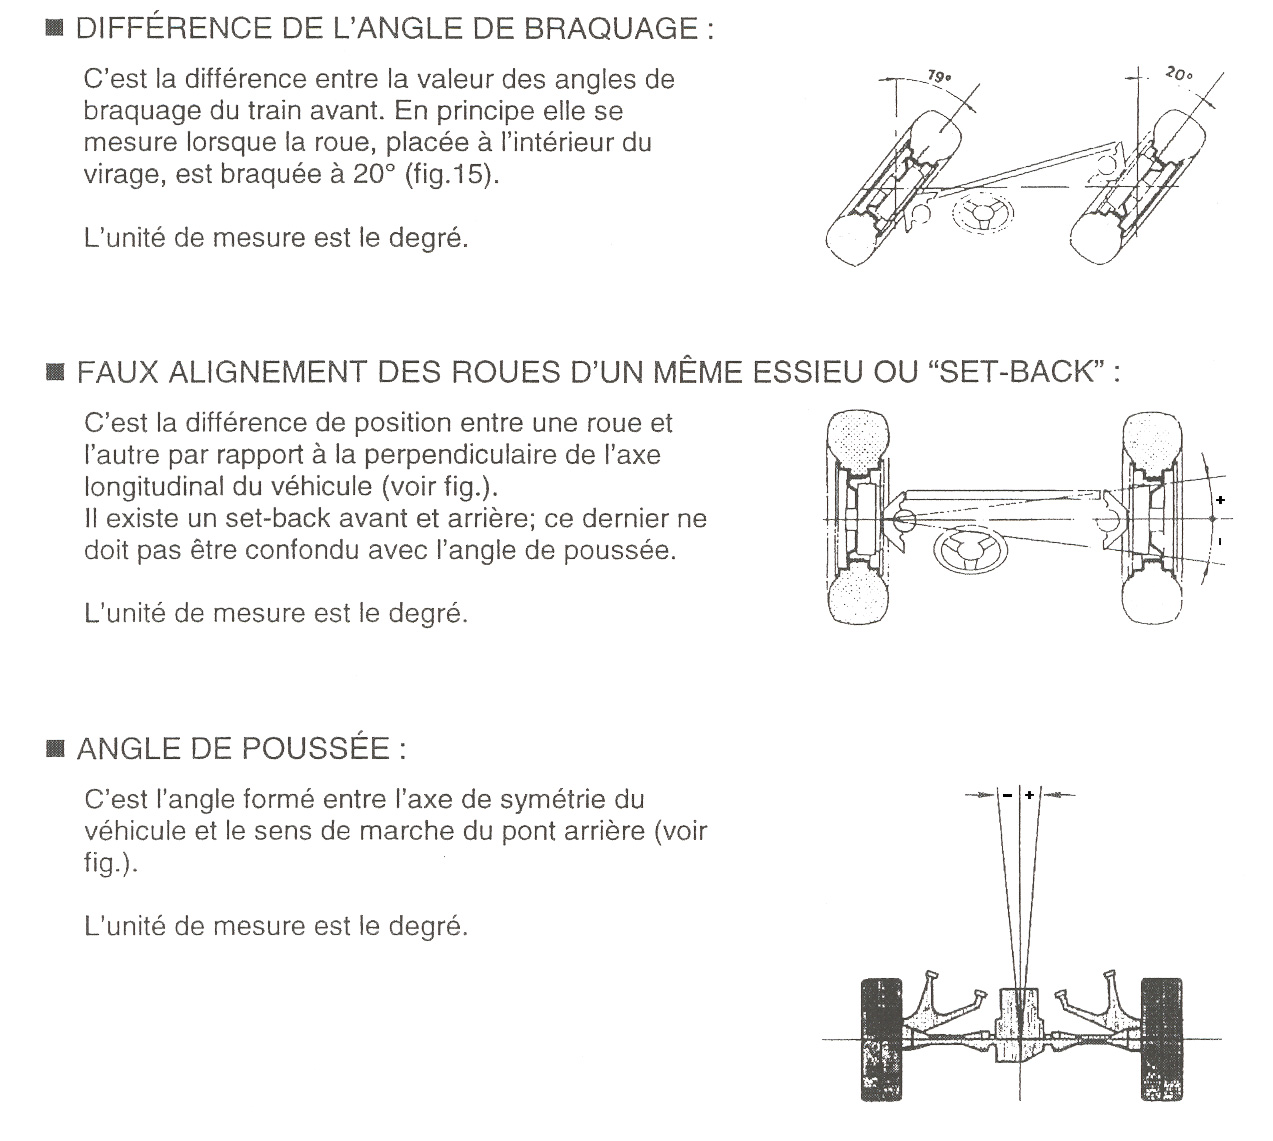 ■ DIFFÉRENCE DE L'ANGLE DE BRAQUAGE :
C'est la différence entre la valeur des angles de
braquage du train avant. En principe elle se
mesure lorsque la roue, placée à l'intérieur du
virage, est braquée à 20° (fig.15).
L'unité de mesure est le degré.
19°
20°
■ FAUX ALIGNEMENT DES ROUES D'UN MÊME ESSIEU OU “SET-BACK” :
C'est la différence de position entre une roue et
l'autre par rapport à la perpendiculaire de l'axe
longitudinal du véhicule (voir fig.).
Il existe un set-back avant et arrière; ce dernier ne
doit pas être confondu avec l'angle de poussée.
L'unité de mesure est le degré.
+
-
■ ANGLE DE POUSSÉE :
C'est l'angle formé entre l'axe de symétrie du
véhicule et le sens de marche du pont arrière (voir
fig.).
L'unité de mesure est le degré.
- +